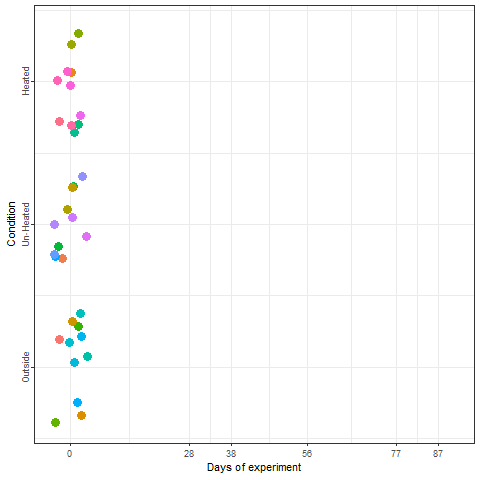 Condition
Heated
Un-Heated
Outside
0 28 38 56 77 87
Days of experiment